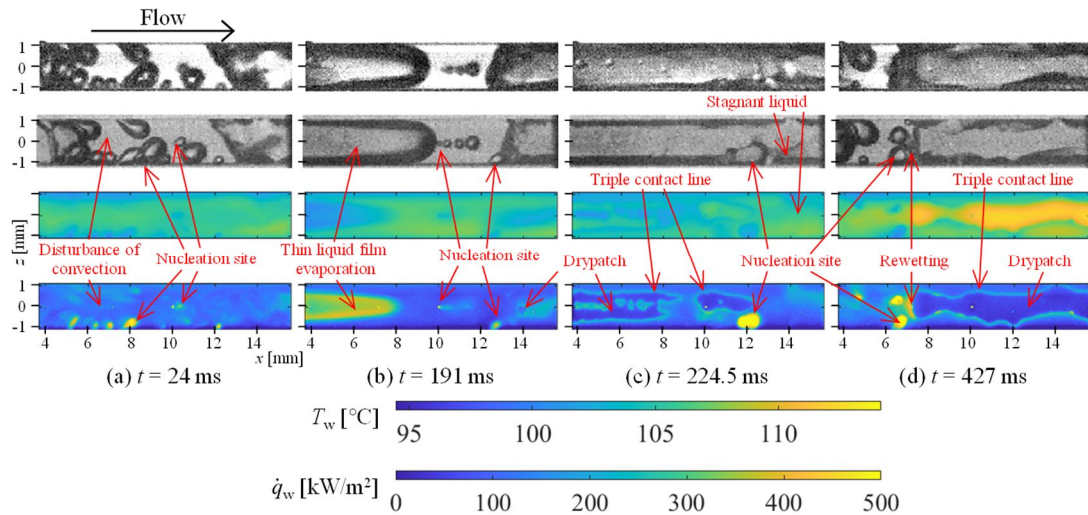 Flow
1
0
-1
1
0
-1
Stagnant liquid
Triple contact line
Triple contact line
Disturbance of
convection
Nucleation site
Thin liquid film
evaporation
Nucleation site
Drypatch
Nucleation site
Rewetting
Drypatch
[mm]
1
0
-1
4 6 8 10 12 14
4 6 8 10 12 14
4 6 8 10 12 14
4 6 8 10 12 14
x [mm]
(a) t = 24 ms
(b) t = 191 ms
(c) t = 224.5 ms
(d) t = 427 ms
T_w [°C]
95 100 105 110
q̇_w [kW/m²]
0 100 200 300 400 500